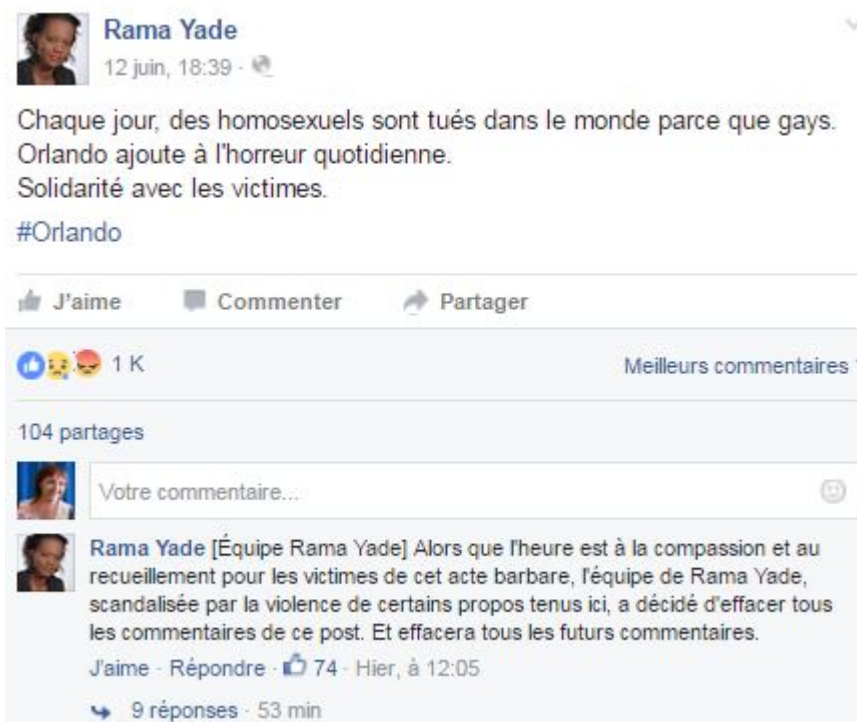 Rama Yade
12 juin, 18:39 ·
Chaque jour, des homosexuels sont tués dans le monde parce que gays.
Orlando ajoute à l'horreur quotidienne.
Solidarité avec les victimes.
#Orlando
J'aime Commenter Partager
1 K Meilleurs commentaires
104 partages
Votre commentaire...
Rama Yade [Équipe Rama Yade] Alors que l'heure est à la compassion et au
recueillement pour les victimes de cet acte barbare, l'équipe de Rama Yade,
scandalisée par la violence de certains propos tenus ici, a décidé d'effacer tous
les commentaires de ce post. Et effacera tous les futurs commentaires.
J'aime · Répondre · 74 · Hier, à 12:05
9 réponses · 53 min